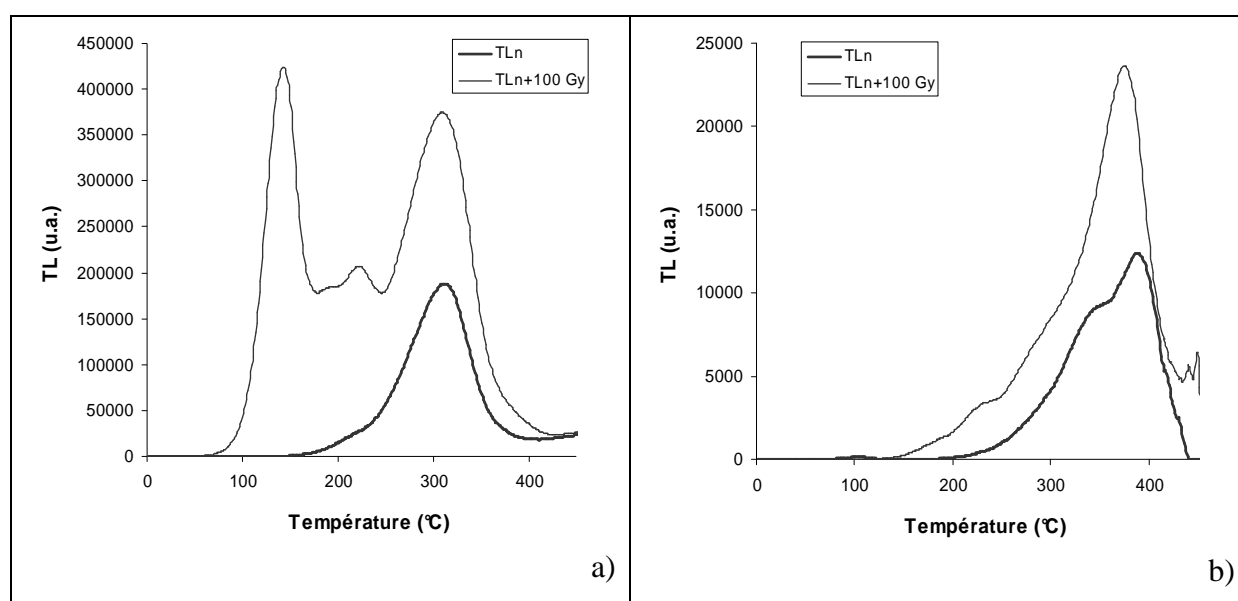 450000
400000
350000
300000
250000
200000
150000
100000
50000
0
TL (u.a.)
0 100 200 300 400
Température (°C)
TLn
TLn+100 Gy
a)
25000
20000
15000
10000
5000
0
TL (u.a.)
0 100 200 300 400
Température (°C)
TLn
TLn+100 Gy
b)